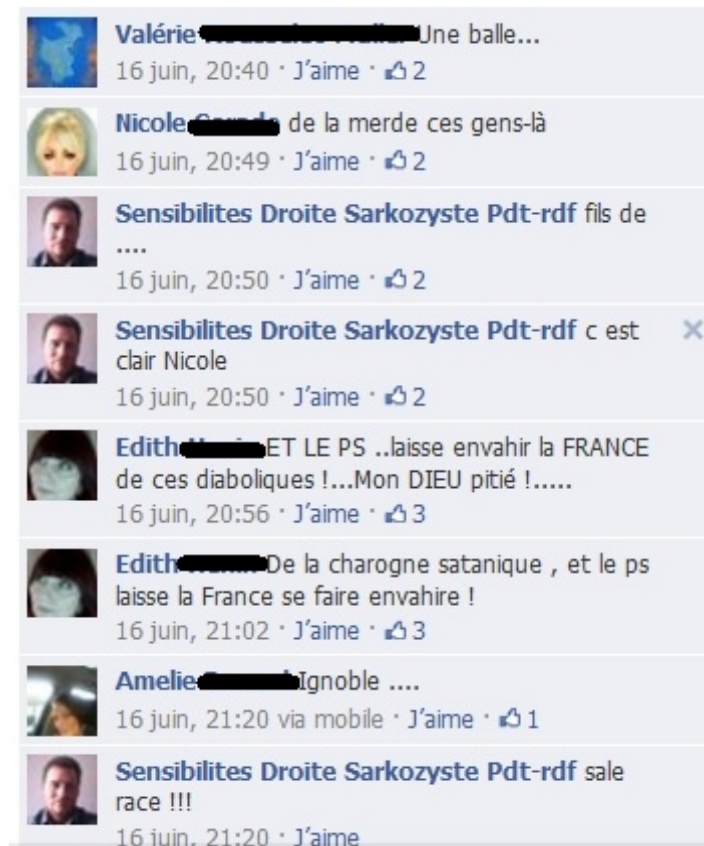 Valérie Une balle...
16 juin, 20:40 · J'aime · 2
Nicole de la merde ces gens-là
16 juin, 20:49 · J'aime · 2
Sensibilites Droite Sarkozyste Pdt-rdf fils de
....
16 juin, 20:50 · J'aime · 2
Sensibilites Droite Sarkozyste Pdt-rdf c est
clair Nicole
16 juin, 20:50 · J'aime · 2
Edith ET LE PS ..laisse envahir la FRANCE
de ces diaboliques !...Mon DIEU pitié !.....
16 juin, 20:56 · J'aime · 3
Edith De la charogne satanique , et le ps
laisse la France se faire envahire !
16 juin, 21:02 · J'aime · 3
Amelie Ignoble ....
16 juin, 21:20 via mobile · J'aime · 1
Sensibilites Droite Sarkozyste Pdt-rdf sale
race !!!
16 juin, 21:20 · J'aime